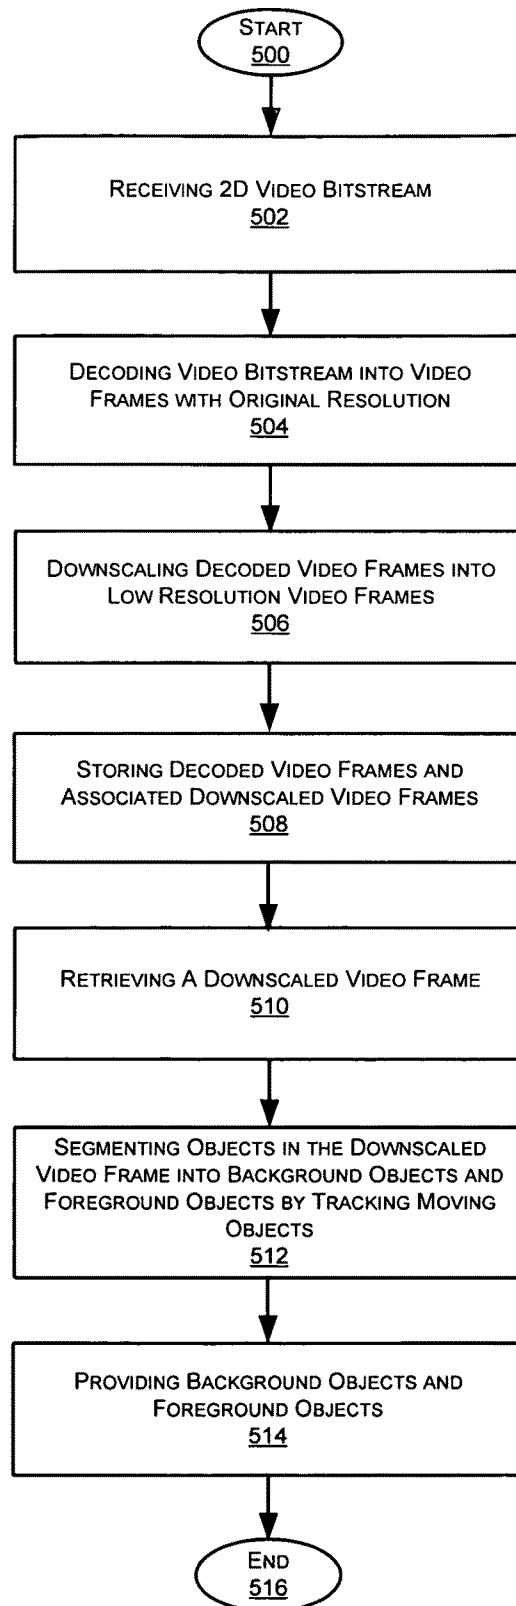 START
500
RECEIVING 2D VIDEO BITSTREAM
502
DECODING VIDEO BITSTREAM INTO VIDEO
FRAMES WITH ORIGINAL RESOLUTION
504
DOWNSCALING DECODED VIDEO FRAMES INTO
LOW RESOLUTION VIDEO FRAMES
506
STORING DECODED VIDEO FRAMES AND
ASSOCIATED DOWNSCALED VIDEO FRAMES
508
RETRIEVING A DOWNSCALED VIDEO FRAME
510
SEGMENTING OBJECTS IN THE DOWNSCALED
VIDEO FRAME INTO BACKGROUND OBJECTS AND
FOREGROUND OBJECTS BY TRACKING MOVING
OBJECTS
512
PROVIDING BACKGROUND OBJECTS AND
FOREGROUND OBJECTS
514
END
516